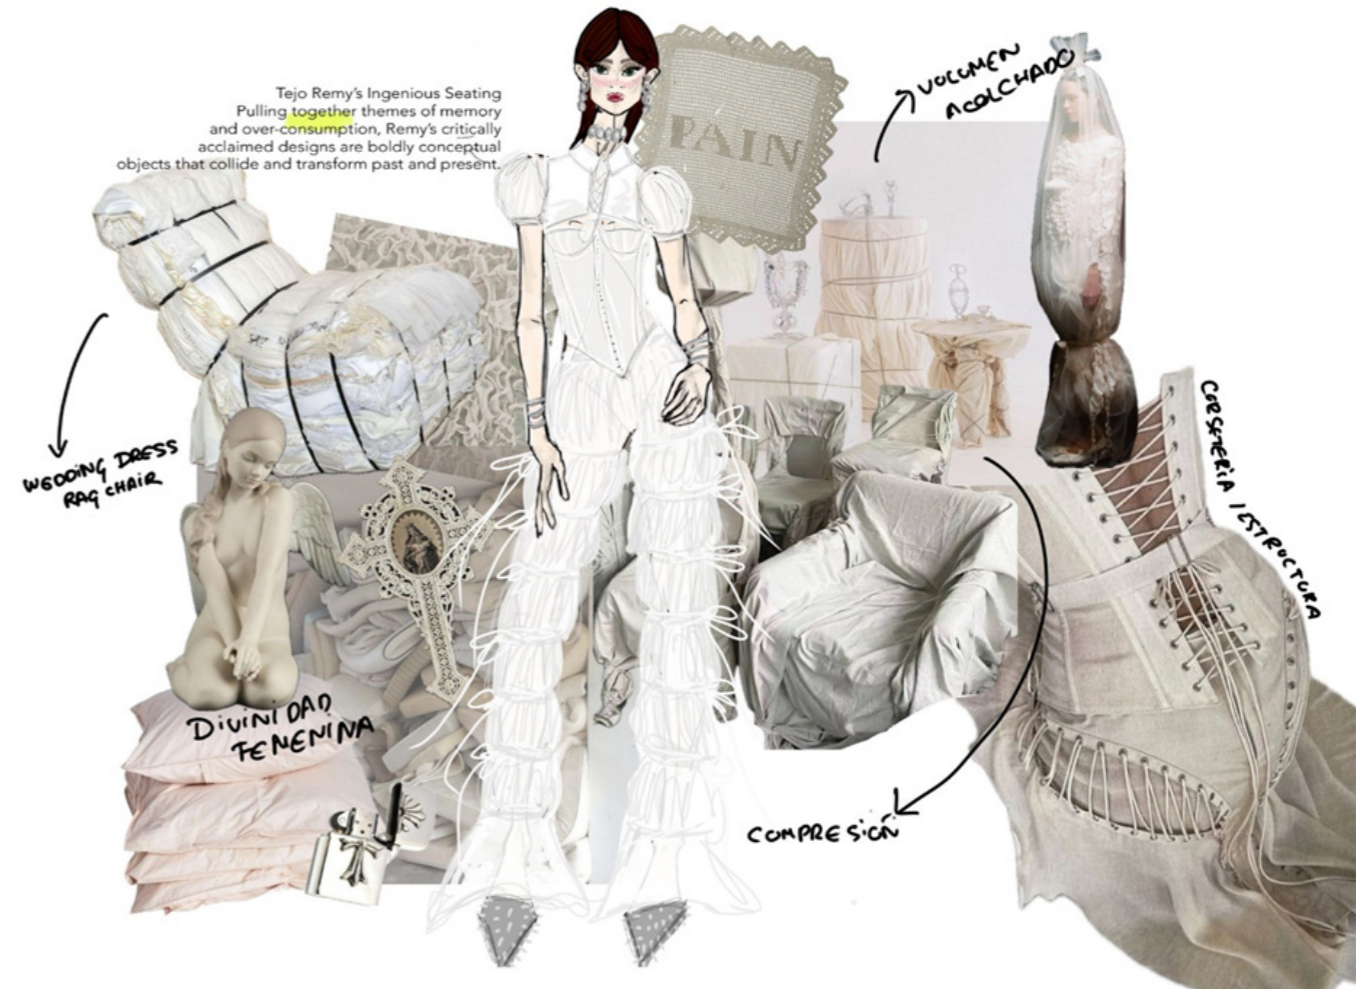 Tejo Remy's Ingenious Seating
Pulling together themes of memory
and over-consumption, Remy's critically
acclaimed designs are boldly conceptual
objects that collide and transform past and present.
PAIN
VOLUMEN
ACOLCHADO
WEDDING DRESS
RAG CHAIR
CORSETERÍA / ESTRUCTURA
DIVINIDAD
FEMENINA
COMPRESIÓN